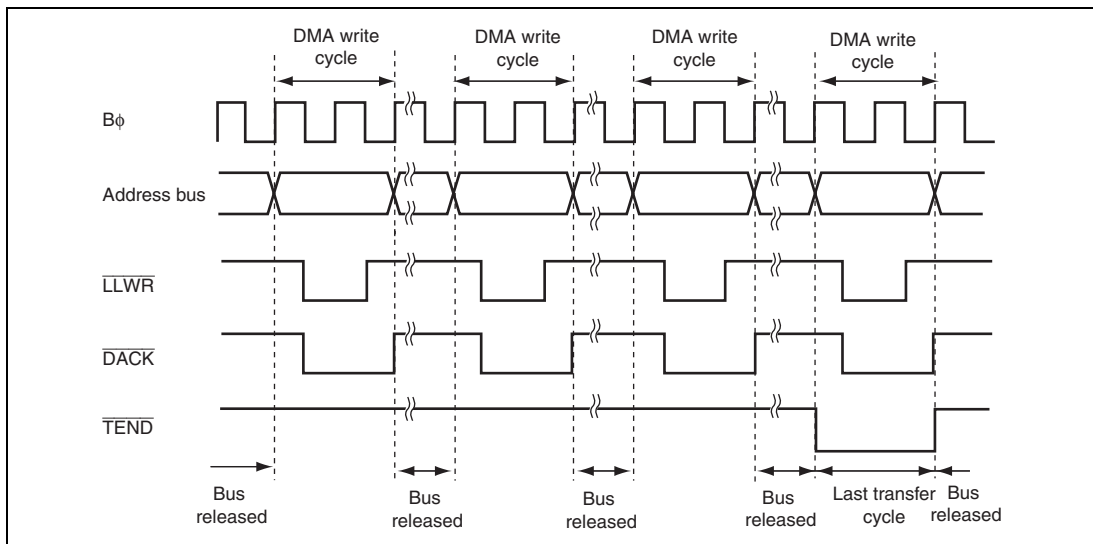 DMA write
cycle
DMA write
cycle
DMA write
cycle
DMA write
cycle
Bφ
Address bus
LLWR
DACK
TEND
Bus
released
Bus
released
Bus
released
Bus
released
Last transfer
cycle
Bus
released